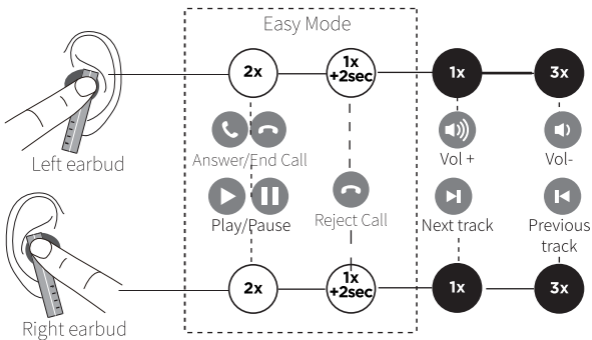 Easy Mode
2x
1x
+2sec
1x
3x
Left earbud
Answer/End Call
Vol +
Vol-
Play/Pause
Reject Call
Next track
Previous
track
Right earbud
2x
1x
+2sec
1x
3x